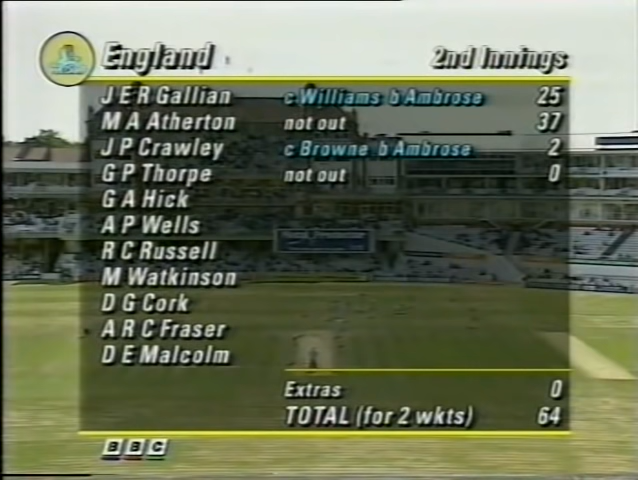 England 2nd Innings
J E R Gallian c Williams b Ambrose 25
M A Atherton not out 37
J P Crawley c Browne b Ambrose 2
G P Thorpe not out 0
G A Hick
A P Wells
R C Russell
M Watkinson
D G Cork
A R C Fraser
D E Malcolm
Extras 0
TOTAL (for 2 wkts) 64
BBC